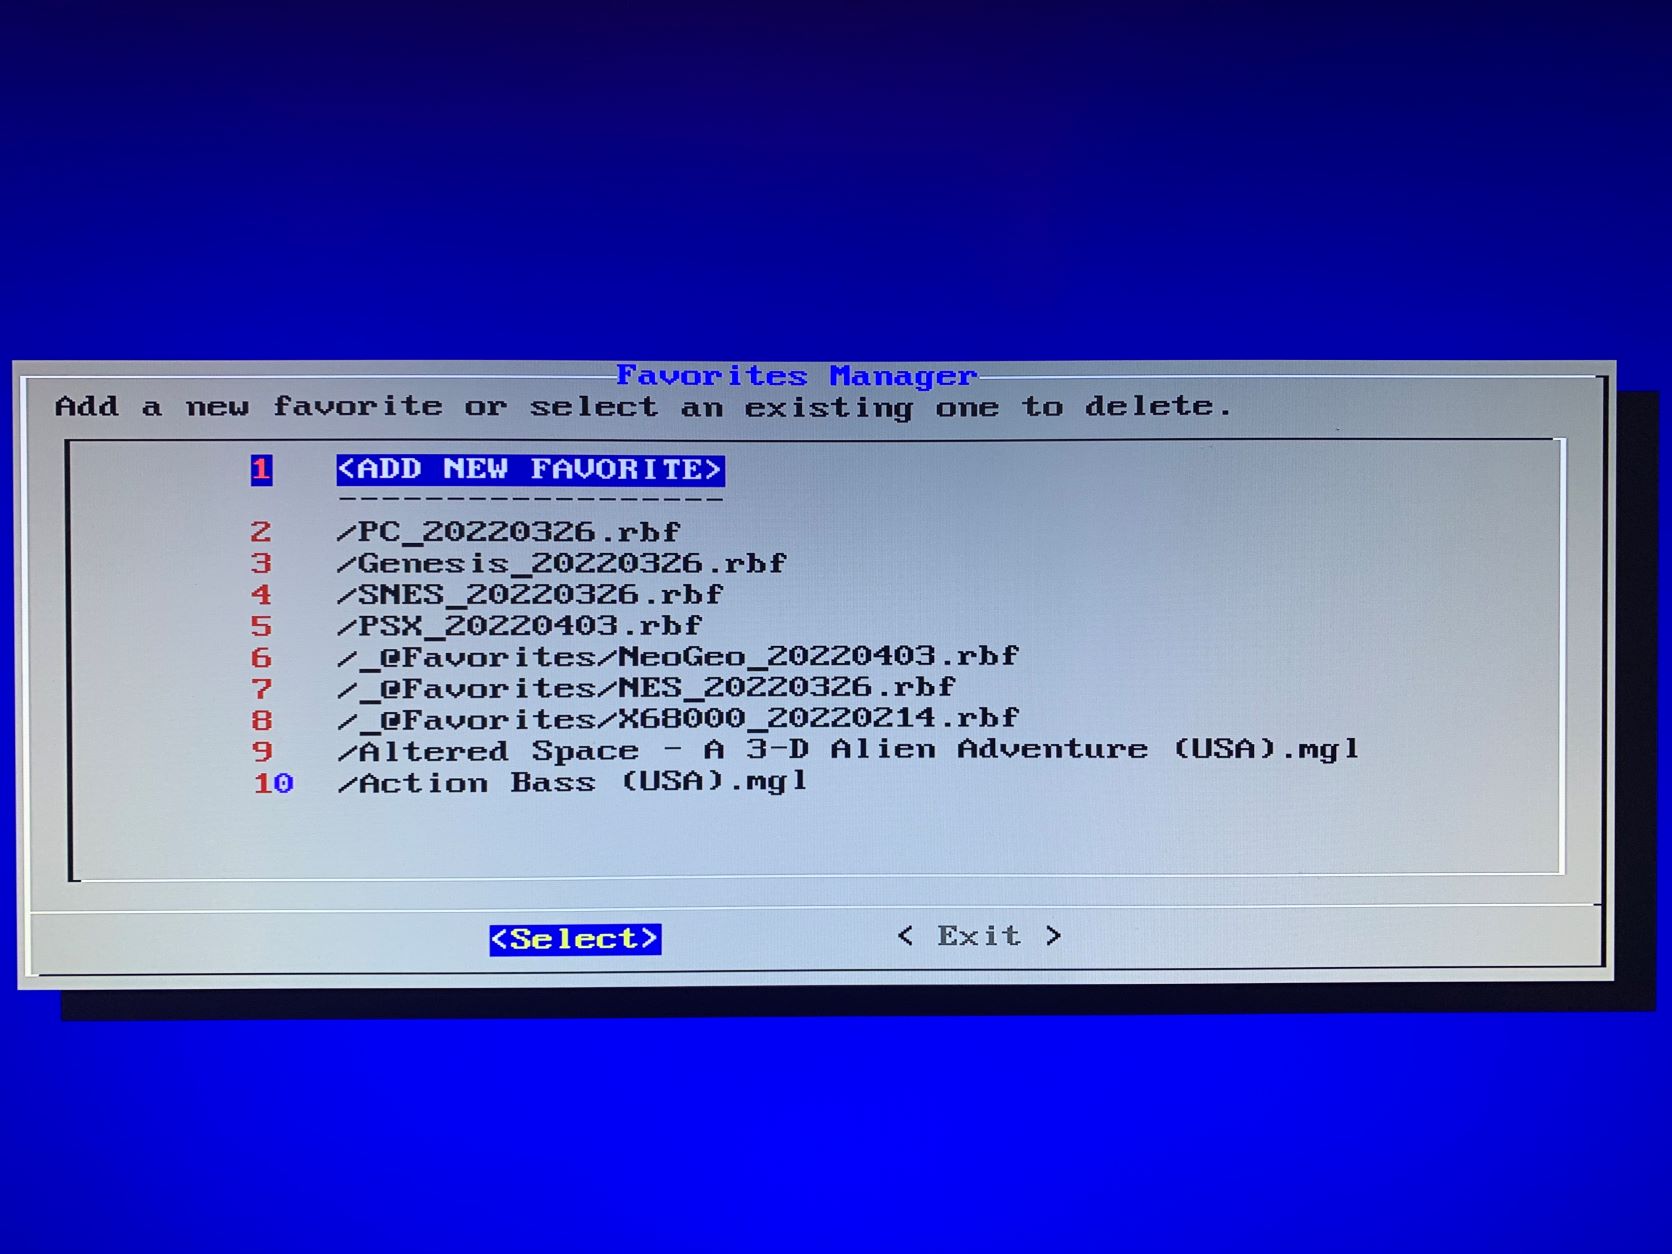 Favorites Manager
Add a new favorite or select an existing one to delete.
1 <ADD NEW FAVORITE>
-------------------
2 /PC_20220326.rbf
3 /Genesis_20220326.rbf
4 /SNES_20220326.rbf
5 /PSX_20220403.rbf
6 /_@Favorites/NeoGeo_20220403.rbf
7 /_@Favorites/NES_20220326.rbf
8 /_@Favorites/X68000_20220214.rbf
9 /Altered Space - A 3-D Alien Adventure (USA).mgl
10 /Action Bass (USA).mgl
<Select> < Exit >